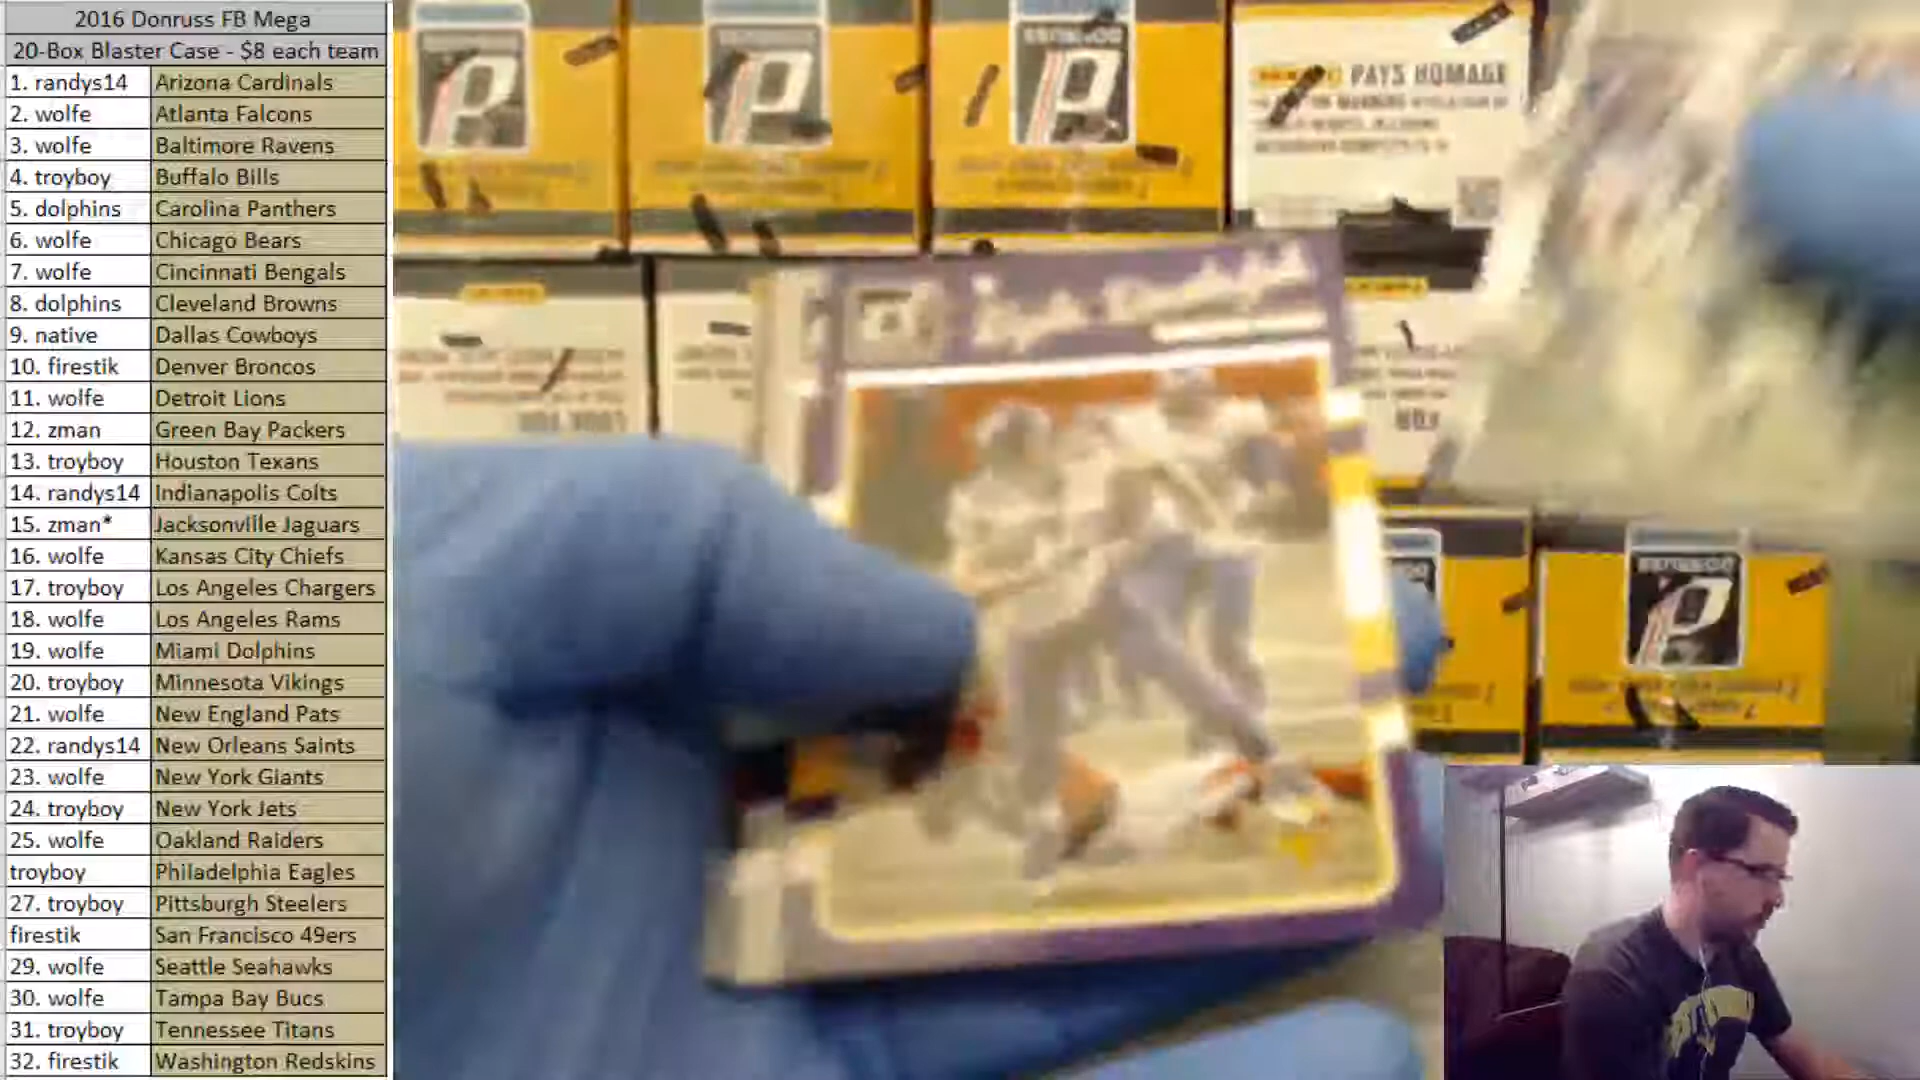 2016 Donruss FB Mega
20-Box Blaster Case - $8 each team
1. randys14 Arizona Cardinals
2. wolfe Atlanta Falcons
3. wolfe Baltimore Ravens
4. troyboy Buffalo Bills
5. dolphins Carolina Panthers
6. wolfe Chicago Bears
7. wolfe Cincinnati Bengals
8. dolphins Cleveland Browns
9. native Dallas Cowboys
10. firestik Denver Broncos
11. wolfe Detroit Lions
12. zman Green Bay Packers
13. troyboy Houston Texans
14. randys14 Indianapolis Colts
15. zman* Jacksonville Jaguars
16. wolfe Kansas City Chiefs
17. troyboy Los Angeles Chargers
18. wolfe Los Angeles Rams
19. wolfe Miami Dolphins
20. troyboy Minnesota Vikings
21. wolfe New England Pats
22. randys14 New Orleans Saints
23. wolfe New York Giants
24. troyboy New York Jets
25. wolfe Oakland Raiders
troyboy Philadelphia Eagles
27. troyboy Pittsburgh Steelers
firestik San Francisco 49ers
29. wolfe Seattle Seahawks
30. wolfe Tampa Bay Bucs
31. troyboy Tennessee Titans
32. firestik Washington Redskins
PAYS HOMAGE